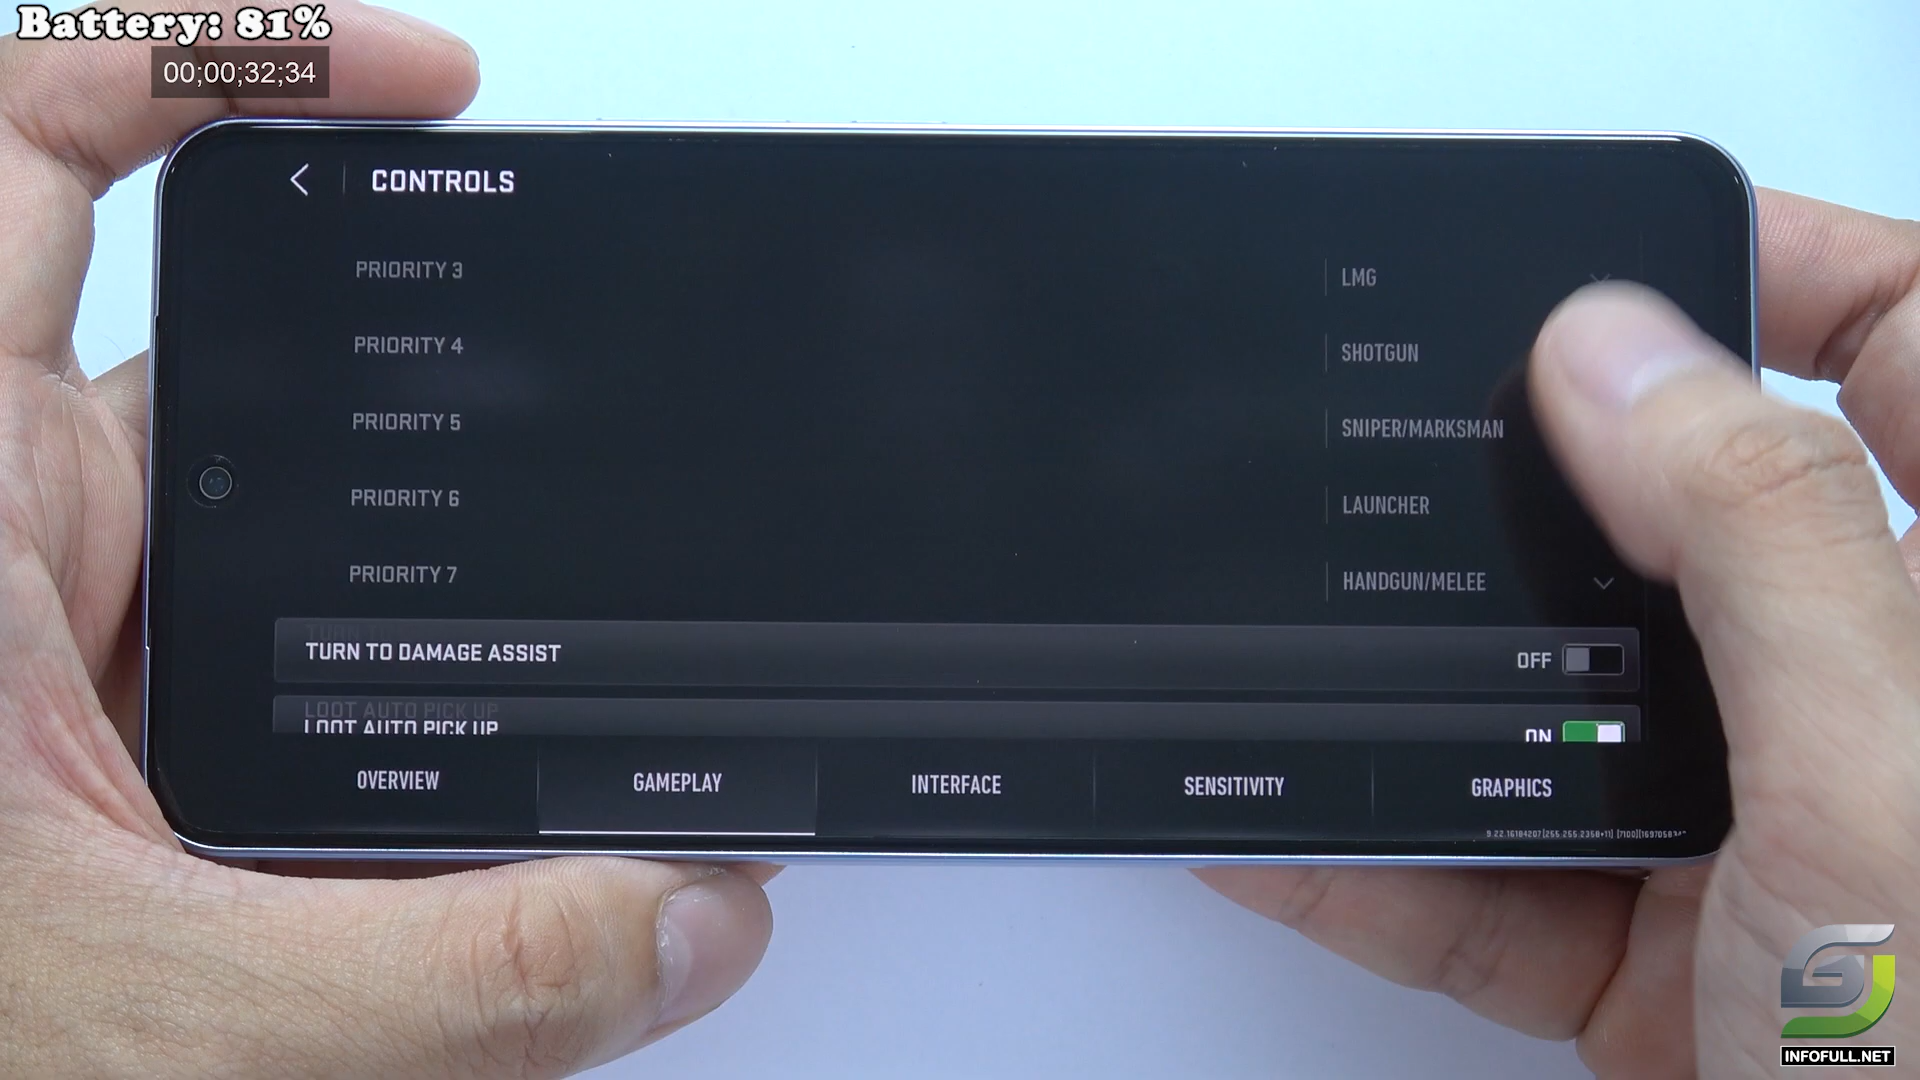 Battery: 81%
00;00;32;34
CONTROLS
PRIORITY 3
LMG
PRIORITY 4
SHOTGUN
PRIORITY 5
SNIPER/MARKSMAN
PRIORITY 6
LAUNCHER
PRIORITY 7
HANDGUN/MELEE
TURN TO DAMAGE ASSIST
OFF
LOOT AUTO PICK UP
ON
OVERVIEW
GAMEPLAY
INTERFACE
SENSITIVITY
GRAPHICS
INFOFULL.NET